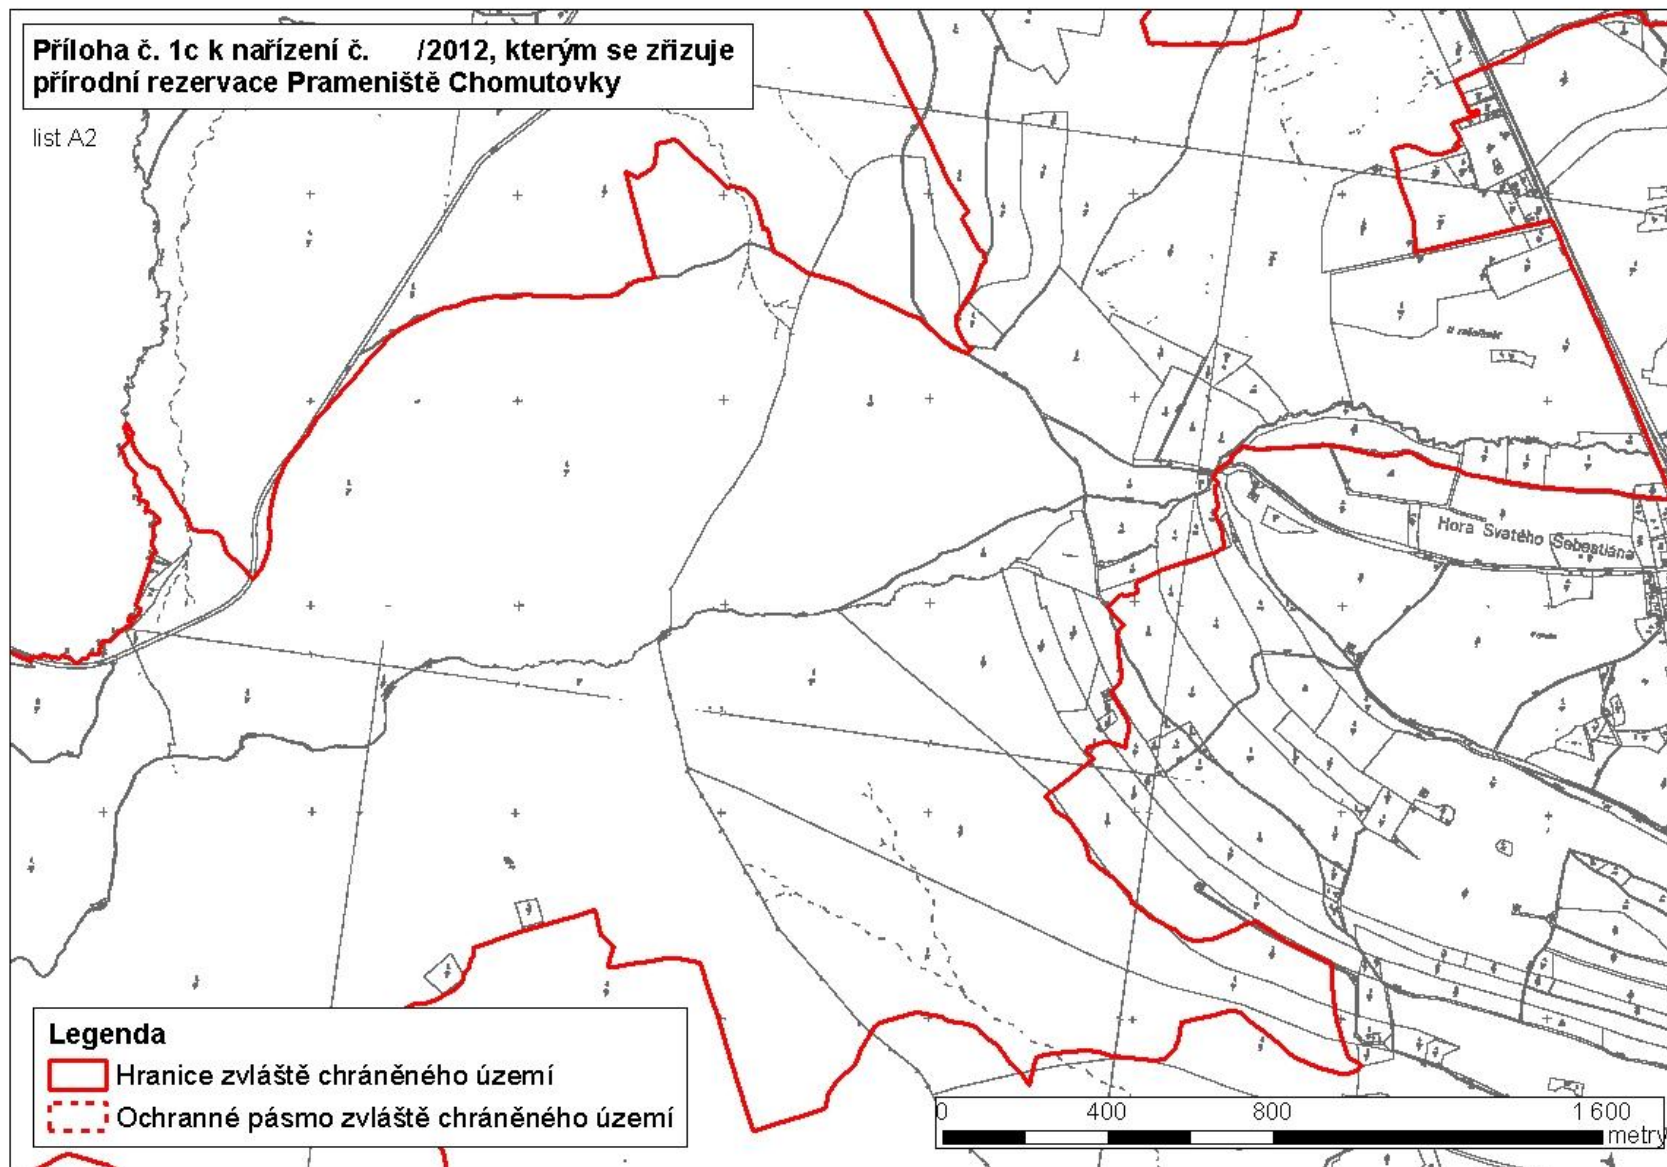 Příloha č. 1c k nařízení č. /2012, kterým se zřizuje
přírodní rezervace Prameniště Chomutovky
list A2
Hora Svatého Šebestiána
Legenda
Hranice zvláště chráněného území
Ochranné pásmo zvláště chráněného území
0 400 800 1 600
metry